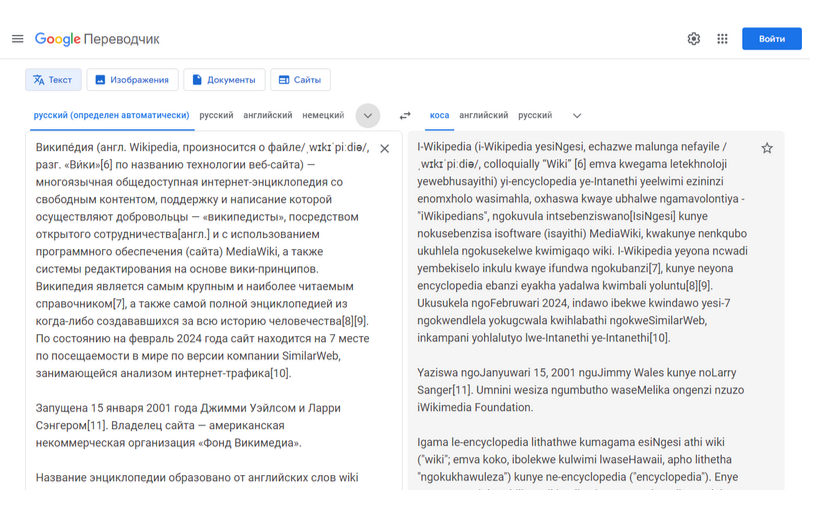 Google Переводчик
Войти
Текст
Изображения
Документы
Сайты
русский (определен автоматически)
русский
английский
немецкий
коса
английский
русский
Википе́дия (англ. Wikipedia, произносится о файле/ˌwɪkɪˈpiːdiə/,
разг. «Ви́ки»[6] по названию технологии веб-сайта) —
многоязычная общедоступная интернет-энциклопедия со
свободным контентом, поддержку и написание которой
осуществляют добровольцы — «википедисты», посредством
открытого сотрудничества[англ.] и с использованием
программного обеспечения (сайта) MediaWiki, а также
системы редактирования на основе вики-принципов.
Википедия является самым крупным и наиболее читаемым
справочником[7], а также самой полной энциклопедией из
когда-либо создававшихся за всю историю человечества[8][9].
По состоянию на февраль 2024 года сайт находится на 7 месте
по посещаемости в мире по версии компании SimilarWeb,
занимающейся анализом интернет-трафика[10].
Запущена 15 января 2001 года Джимми Уэйлсом и Ларри
Сэнгером[11]. Владелец сайта — американская
некоммерческая организация «Фонд Викимедиа».
Название энциклопедии образовано от английских слов wiki
I-Wikipedia (i-Wikipedia yesiNgesi, echazwe malunga nefayile /
ˌwɪkɪˈpiːdiə/, colloquially “Wiki” [6] emva kwegama letekhnoloji
yewebhusayithi) yi-encyclopedia ye-Intanethi yeelwimi ezininzi
enomxholo wasimahla, oxhaswa kwaye ubhalwe ngamavolontiya -
"iWikipedians", ngokuvula intsebenziswano[IsiNgesi] kunye
nokusebenzisa isoftware (isayithi) MediaWiki, kwakunye nenkqubo
ukuhlela ngokusekelwe kwimigaqo wiki. I-Wikipedia yeyona ncwadi
yembekiselo inkulu kwaye ifundwa ngokubanzi[7], kunye neyona
encyclopedia ebanzi eyakha yadalwa kwimbali yoluntu[8][9].
Ukusukela ngoFebruwari 2024, indawo ibekwe kwindawo yesi-7
ngokwendlela yokugcwala kwihlabathi ngokweSimilarWeb,
inkampani yohlalutyo lwe-Intanethi ye-Intanethi[10].
Yaziswa ngoJanyuwari 15, 2001 nguJimmy Wales kunye noLarry
Sanger[11]. Umnini wesiza ngumbutho waseMelika ongenzi nzuzo
iWikimedia Foundation.
Igama le-encyclopedia lithathwe kumagama esiNgesi athi wiki
("wiki"; emva koko, ibolekwe kulwimi lwaseHawaii, apho lithetha
"ngokukhawuleza") kunye ne-encyclopedia ("encyclopedia"). Enye